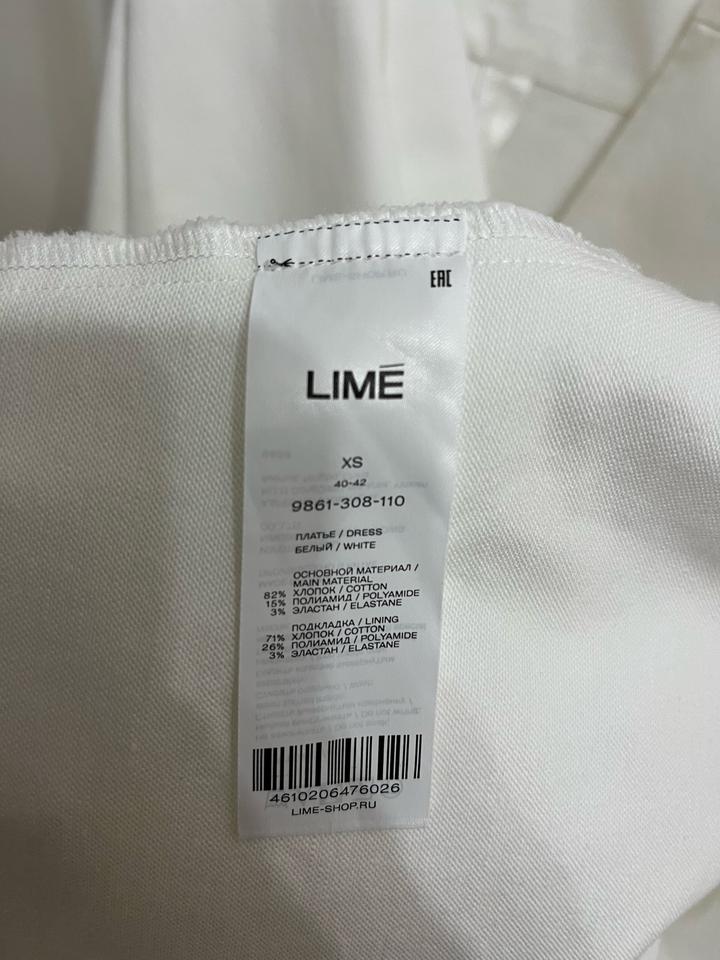 EAC
LIMÉ
XS
40-42
9861-308-110
ПЛАТЬЕ / DRESS
БЕЛЫЙ / WHITE
ОСНОВНОЙ МАТЕРИАЛ /
MAIN MATERIAL
82% ХЛОПОК / COTTON
15% ПОЛИАМИД / POLYAMIDE
3% ЭЛАСТАН / ELASTANE
ПОДКЛАДКА / LINING
71% ХЛОПОК / COTTON
26% ПОЛИАМИД / POLYAMIDE
3% ЭЛАСТАН / ELASTANE
4610206476026
LIME-SHOP.RU